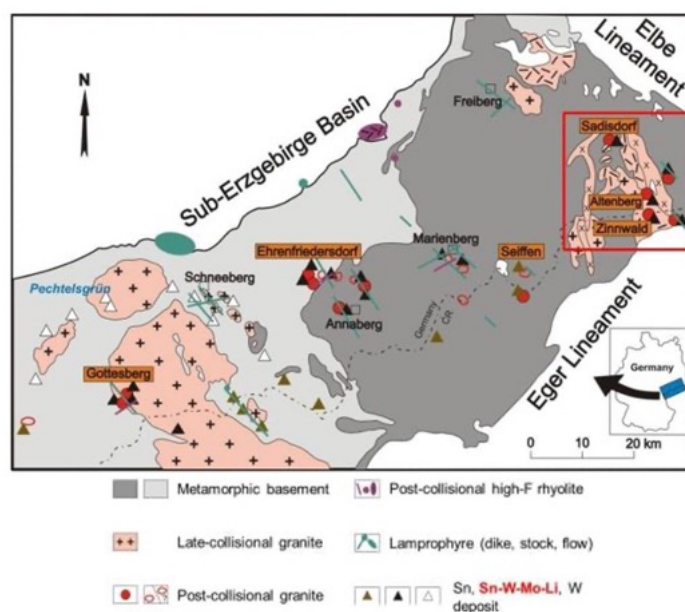 Elbe
Lineament
N
Freiberg
Sub-Erzgebirge Basin
Sadisdorf
Altenberg
Zinnwald
Ehrenfriedersdorf
Marienberg
Seiffen
Schneeberg
Pechtelsgrün
Annaberg
Germany
CR
Gottesberg
Eger Lineament
Germany
0 10 20 km
Metamorphic basement
Post-collisional high-F rhyolite
Late-collisional granite
Lamprophyre (dike, stock, flow)
Post-collisional granite
Sn, Sn-W-Mo-Li, W
deposit